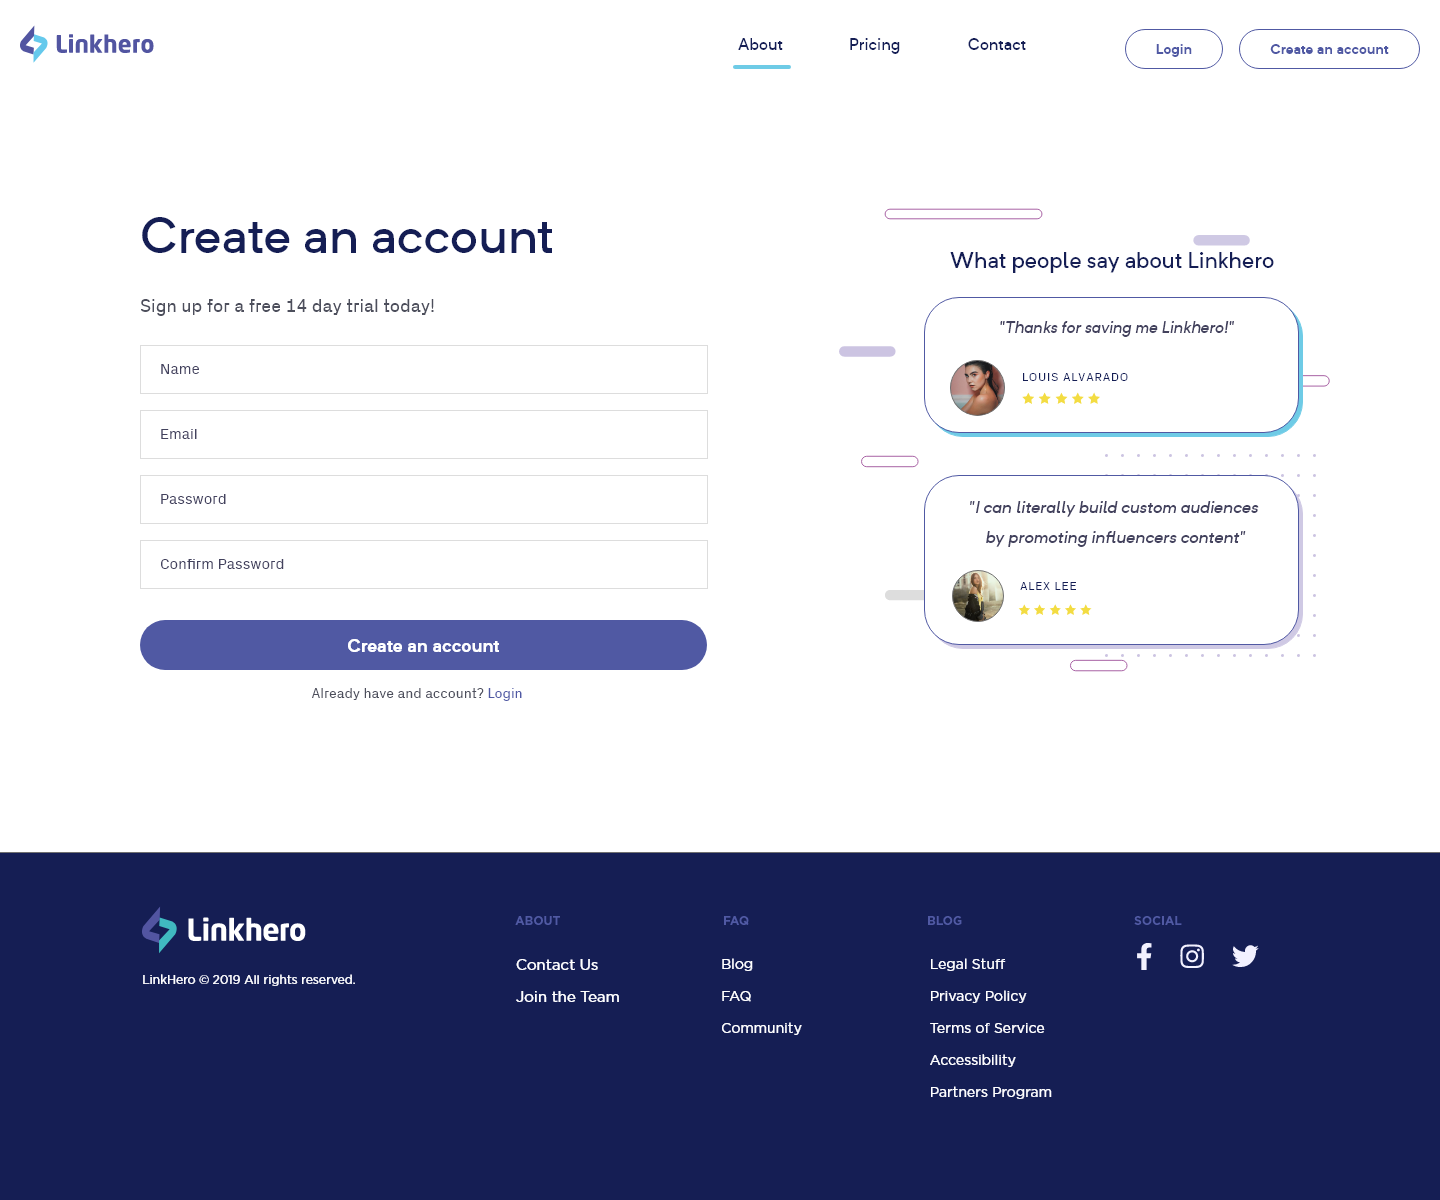 Linkhero
About
Pricing
Contact
Login
Create an account
Create an account
Sign up for a free 14 day trial today!
Name
Email
Password
Confirm Password
Create an account
Already have and account? Login
What people say about Linkhero
"Thanks for saving me Linkhero!"
LOUIS ALVARADO
"I can literally build custom audiences
by promoting influencers content"
ALEX LEE
Linkhero
LinkHero © 2019 All rights reserved.
ABOUT
Contact Us
Join the Team
FAQ
Blog
FAQ
Community
BLOG
Legal Stuff
Privacy Policy
Terms of Service
Accessibility
Partners Program
SOCIAL